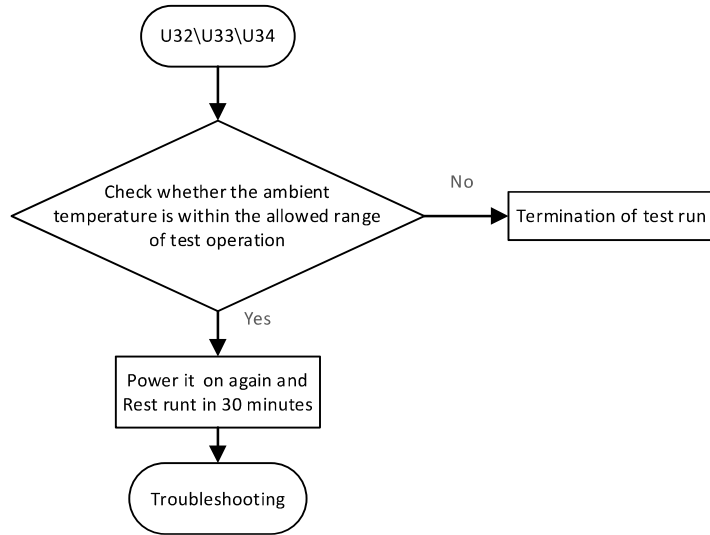 U32\U33\U34
Check whether the ambient
temperature is within the allowed range
of test operation
No
Termination of test run
Yes
Power it on again and
Rest runt in 30 minutes
Troubleshooting